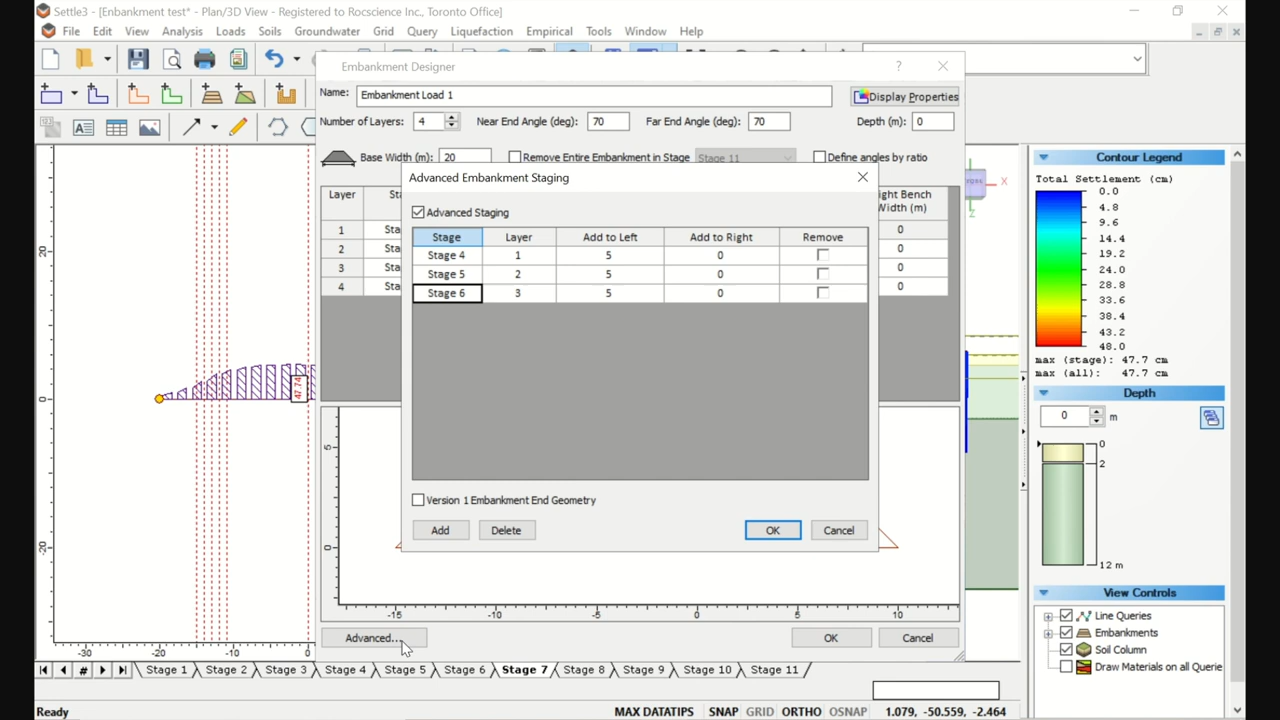 Settle3 - [Enbankment test* - Plan/3D View - Registered to Rocscience Inc., Toronto Office]
File Edit View Analysis Loads Soils Groundwater Grid Query Liquefaction Empirical Tools Window Help
Embankment Designer ?
Name: Embankment Load 1 Display Properties
Number of Layers: 4 Near End Angle (deg): 70 Far End Angle (deg): 70 Depth (m): 0
Base Width (m): 20 Remove Entire Embankment in Stage Stage 11 Define angles by ratio
Layer Sta ight Bench Width (m)
1 Sta 0
2 Sta 0
3 Sta 0
4 Sta 0
Advanced Embankment Staging
Advanced Staging
Stage Layer Add to Left Add to Right Remove
Stage 4 1 5 0
Stage 5 2 5 0
Stage 6 3 5 0
Version 1 Embankment End Geometry
Add Delete OK Cancel
5
0
-15 -10 -5 0 5 10
Advanced... OK Cancel
20
0
-20
47.74
-30 -20 -10 0
X
Z
Contour Legend
Total Settlement (cm)
0.0
4.8
9.6
14.4
19.2
24.0
28.8
33.6
38.4
43.2
48.0
max (stage): 47.7 cm
max (all): 47.7 cm
Depth
0 m
0
2
12 m
View Controls
Line Queries
Embankments
Soil Column
Draw Materials on all Querie
# Stage 1 Stage 2 Stage 3 Stage 4 Stage 5 Stage 6 Stage 7 Stage 8 Stage 9 Stage 10 Stage 11
Ready MAX DATATIPS SNAP GRID ORTHO OSNAP 1.079, -50.559, -2.464